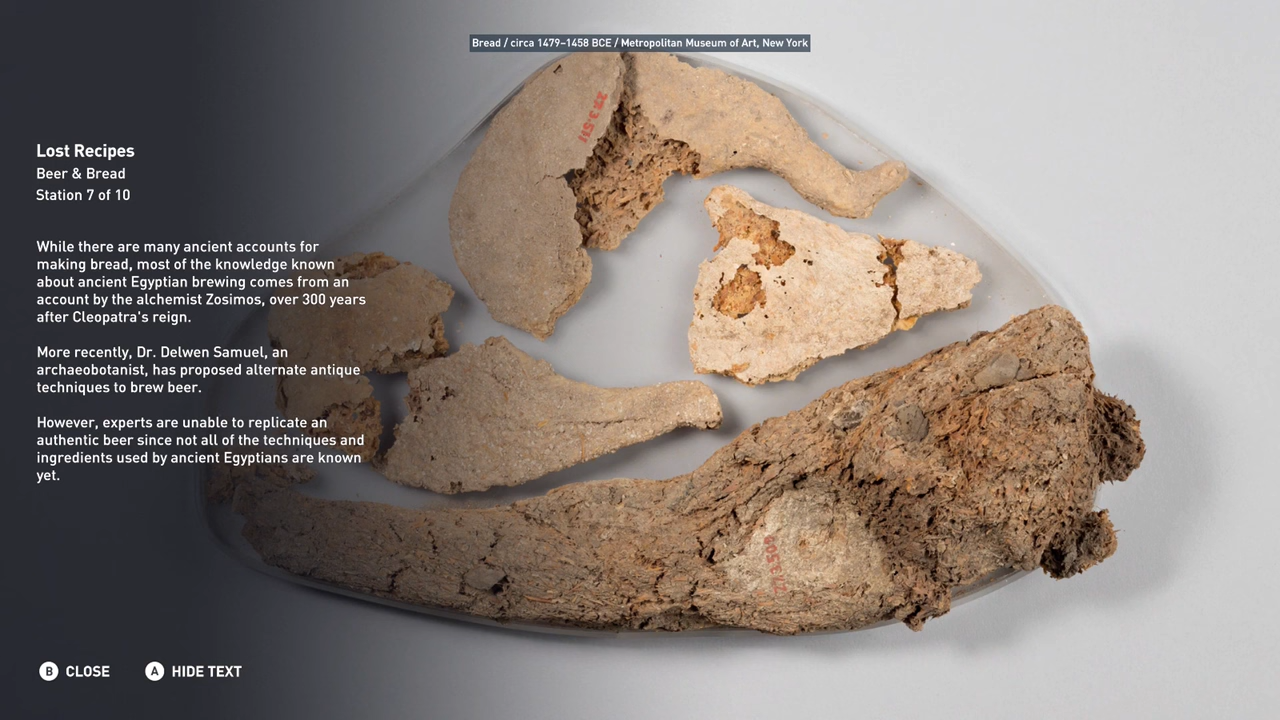 Bread / circa 1479–1458 BCE / Metropolitan Museum of Art, New York
Lost Recipes
Beer & Bread
Station 7 of 10
While there are many ancient accounts for
making bread, most of the knowledge known
about ancient Egyptian brewing comes from an
account by the alchemist Zosimos, over 300 years
after Cleopatra's reign.
More recently, Dr. Delwen Samuel, an
archaeobotanist, has proposed alternate antique
techniques to brew beer.
However, experts are unable to replicate an
authentic beer since not all of the techniques and
ingredients used by ancient Egyptians are known
yet.
B CLOSE
A HIDE TEXT